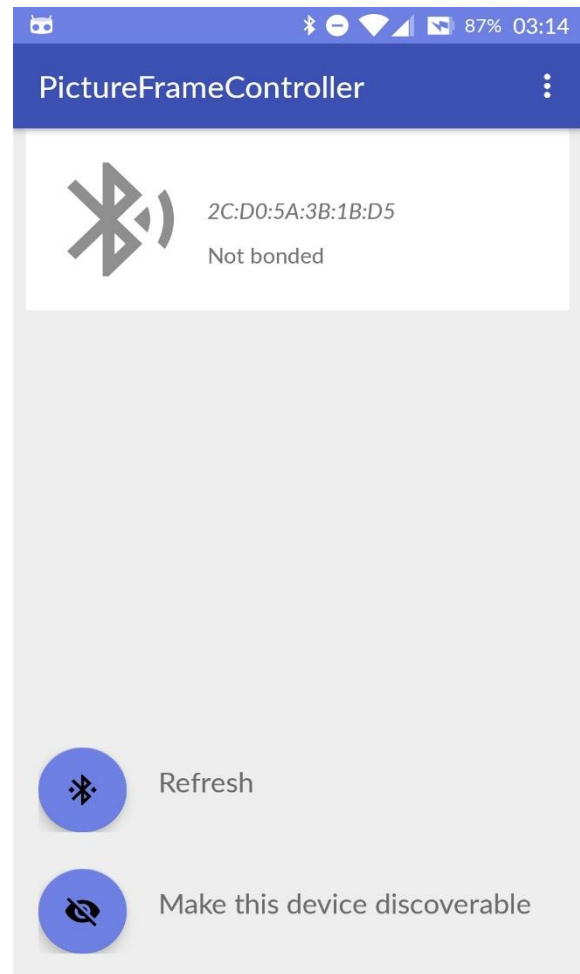 87% 03:14
PictureFrameController
2C:D0:5A:3B:1B:D5
Not bonded
Refresh
Make this device discoverable